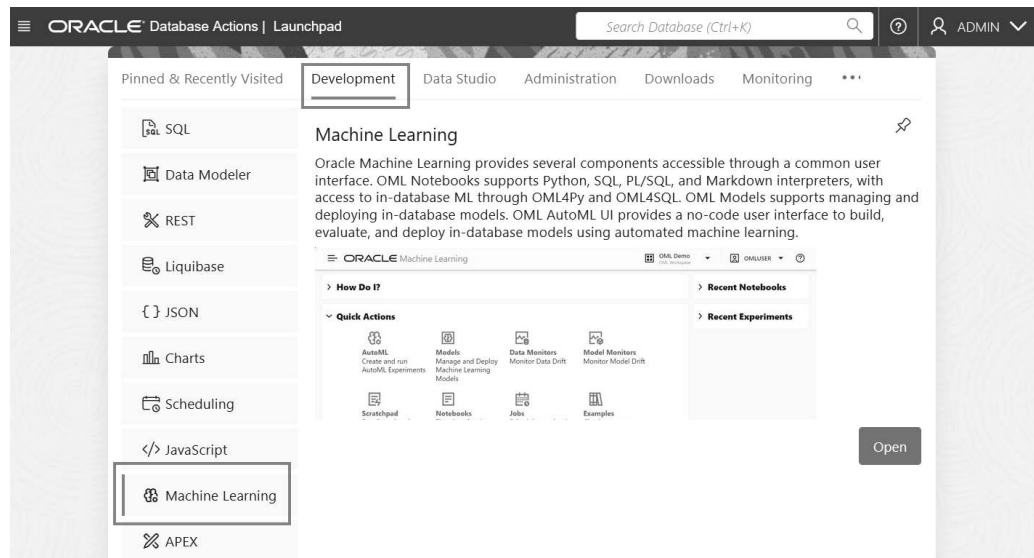 ORACLE Database Actions | Launchpad
Search Database (Ctrl+K)
ADMIN
Pinned & Recently Visited
Development
Data Studio
Administration
Downloads
Monitoring
SQL
Data Modeler
REST
Liquibase
{} JSON
Charts
Scheduling
</> JavaScript
Machine Learning
APEX
Machine Learning
Oracle Machine Learning provides several components accessible through a common user
interface. OML Notebooks supports Python, SQL, PL/SQL, and Markdown interpreters, with
access to in-database ML through OML4Py and OML4SQL. OML Models supports managing and
deploying in-database models. OML AutoML UI provides a no-code user interface to build,
evaluate, and deploy in-database models using automated machine learning.
ORACLE Machine Learning
OML Demo
OML Workspace
OMLUSER
> How Do I?
> Recent Notebooks
Quick Actions
> Recent Experiments
AutoML
Create and run
AutoML Experiments
Models
Manage and Deploy
Machine Learning
Models
Data Monitors
Monitor Data Drift
Model Monitors
Monitor Model Drift
Scratchpad
Notebooks
Jobs
Examples
Open